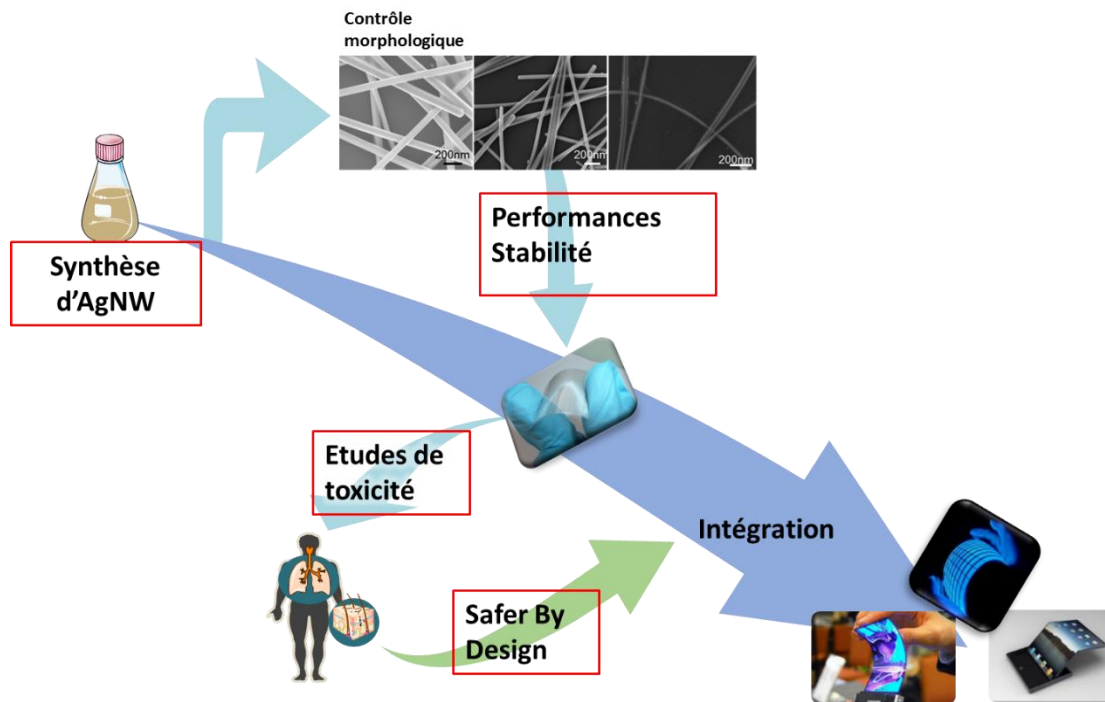 Contrôle
morphologique
200nm
200nm
200nm
Performances
Stabilité
Synthèse
d'AgNW
Etudes de
toxicité
Intégration
Safer By
Design